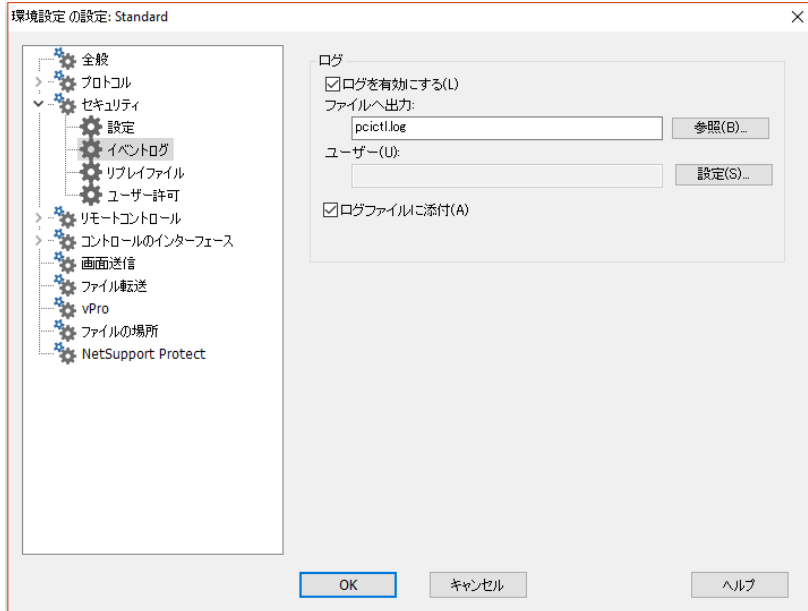 環境設定 の設定: Standard
全般
プロトコル
セキュリティ
設定
イベントログ
リプレイファイル
ユーザー許可
リモートコントロール
コントロールのインターフェース
画面送信
ファイル転送
vPro
ファイルの場所
NetSupport Protect
ログ
ログを有効にする(L)
ファイルへ出力:
pcictl.log 参照(B)...
ユーザー(U):
設定(S)...
ログファイルに添付(A)
OK キャンセル ヘルプ